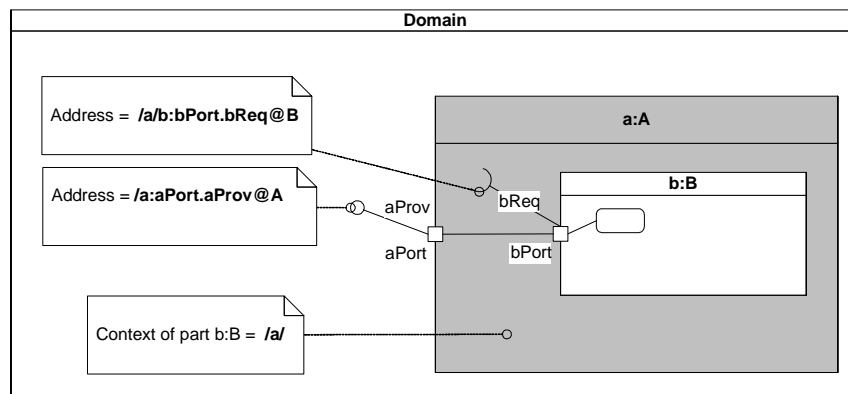 Domain
Address = /a/b:bPort.bReq@B
a:A
Address = /a:aPort.aProv@A
b:B
bReq
aProv
aPort
bPort
Context of part b:B = /a/